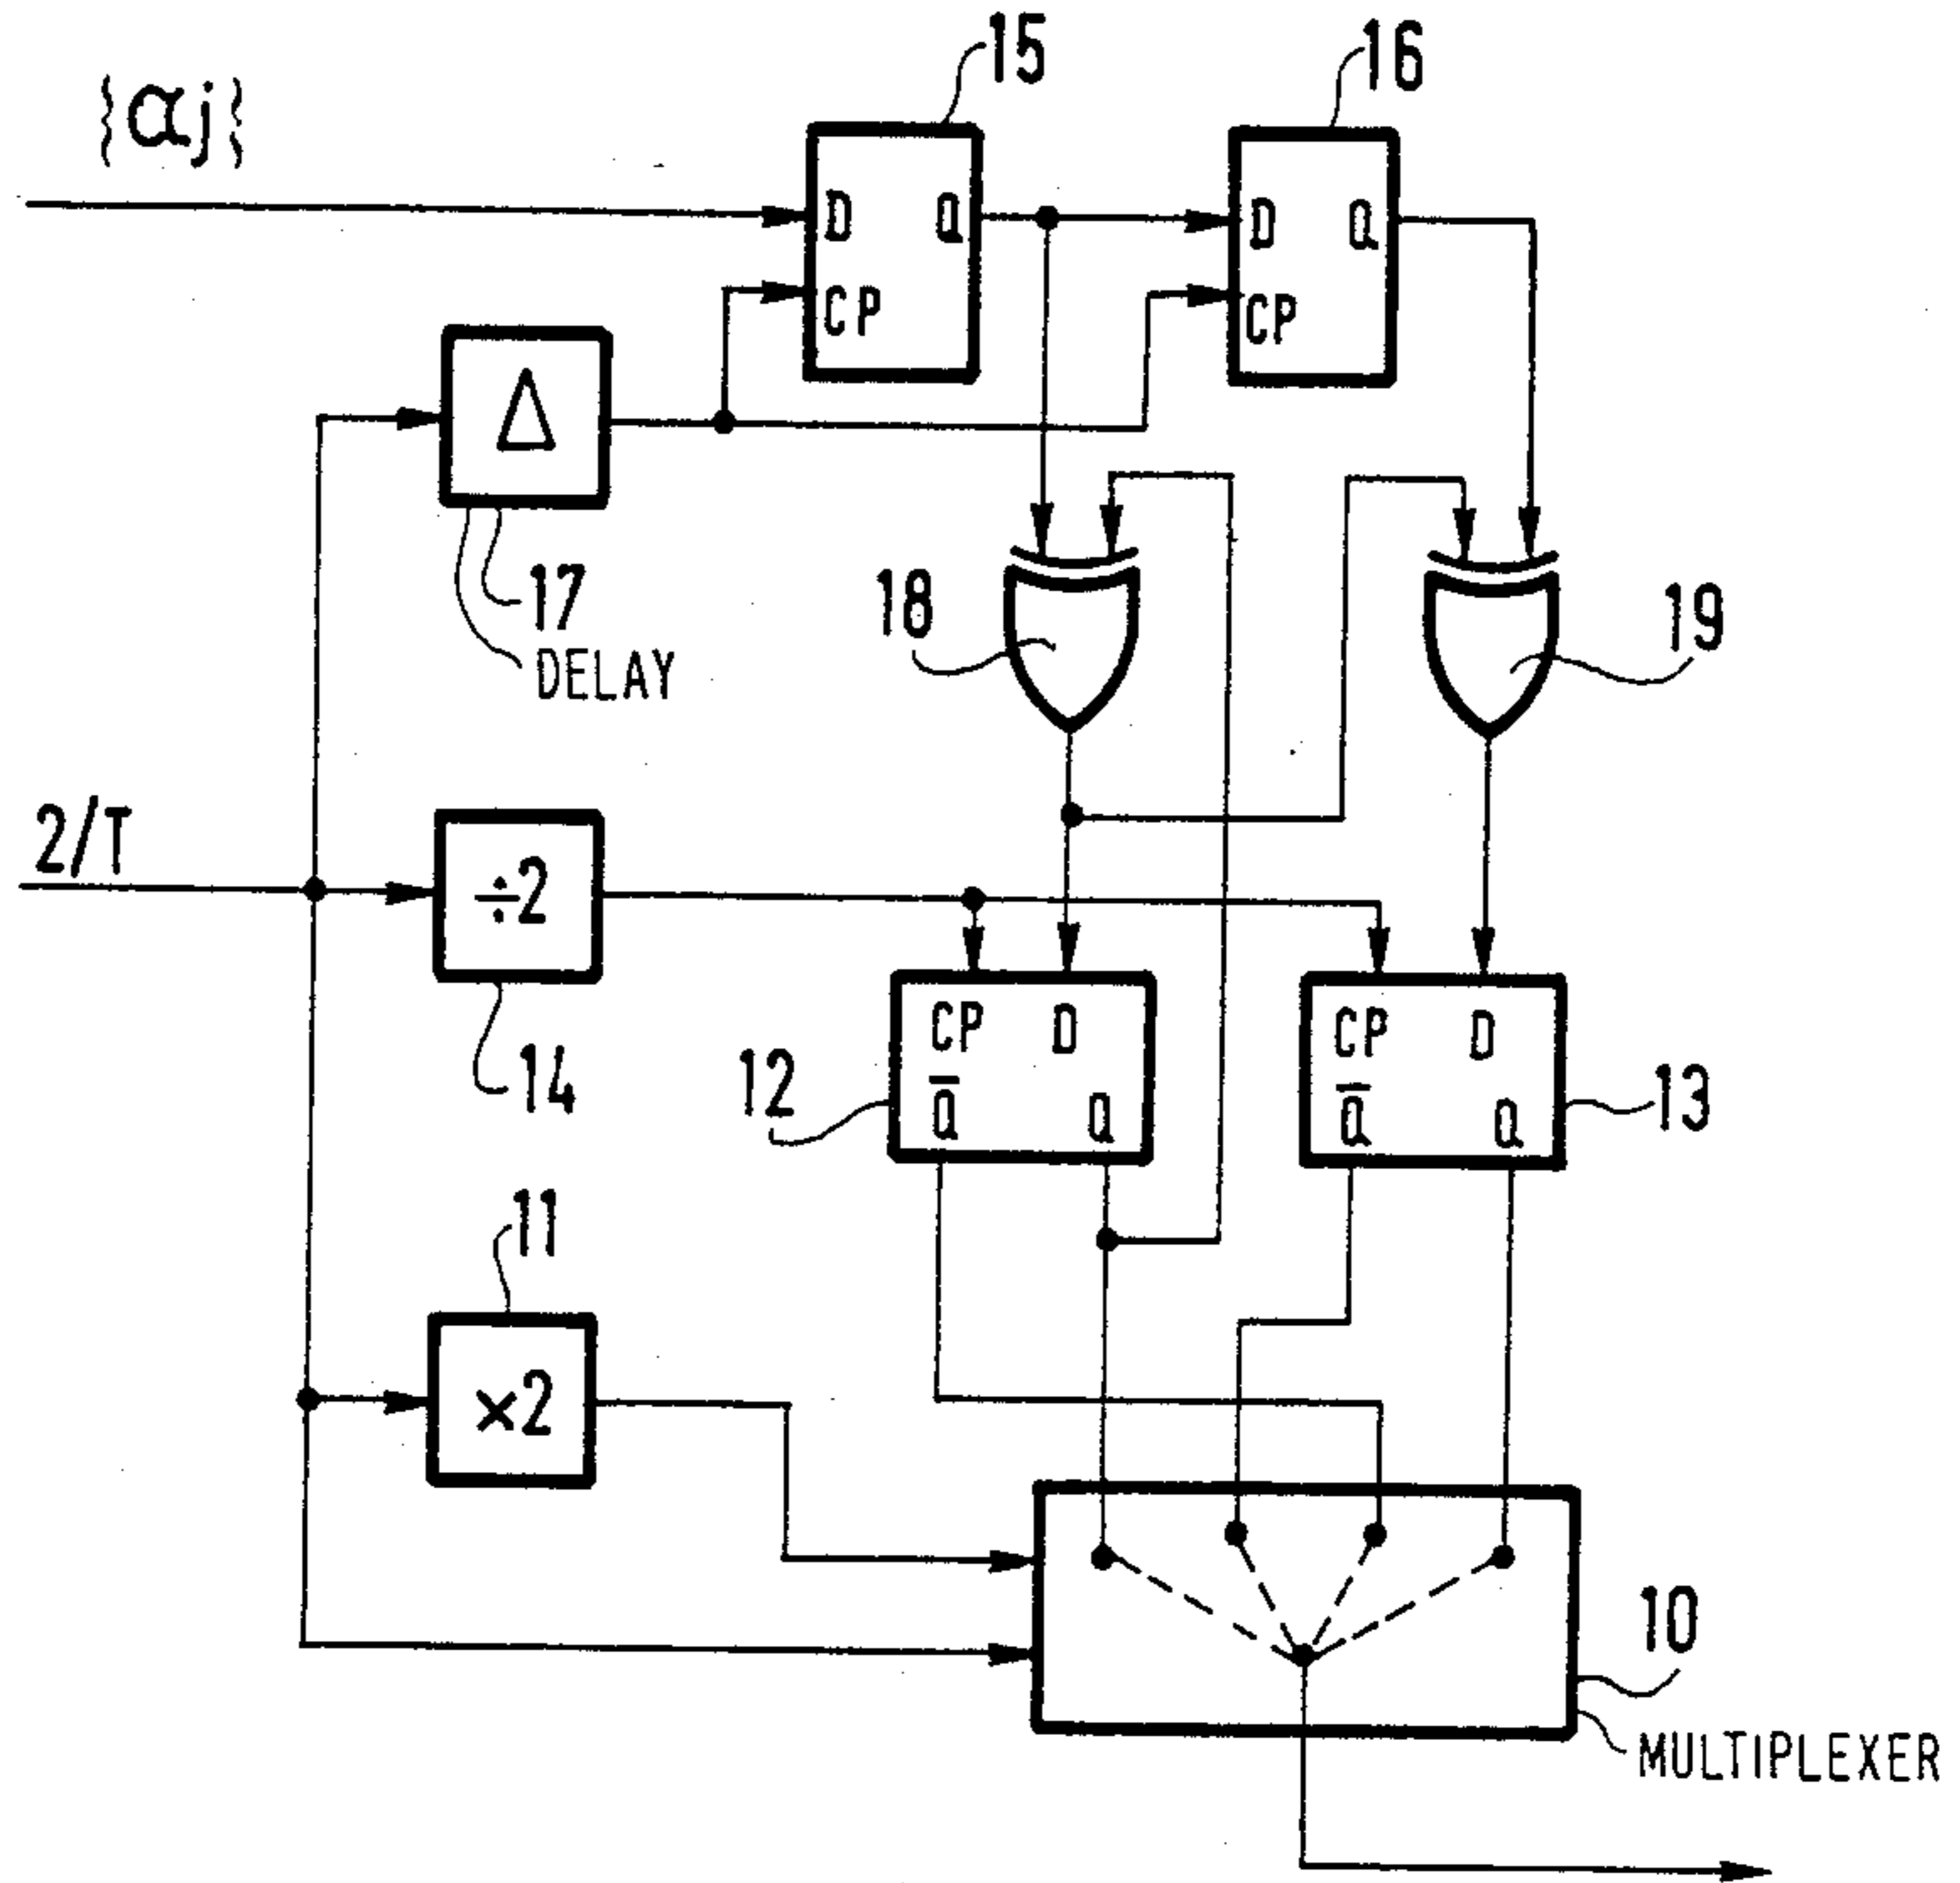 15
16
{αj}
D Q
CP
D Q
CP
Δ
17
DELAY
18
19
2/T
÷2
14
CP D
Q̅ Q
12
CP D
Q̅ Q
13
11
×2
10
MULTIPLEXER